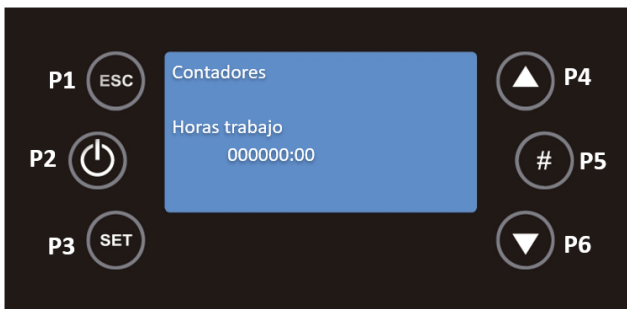 P1 ESC
P2
P3 SET
Contadores
Horas trabajo
000000:00
P4
# P5
P6